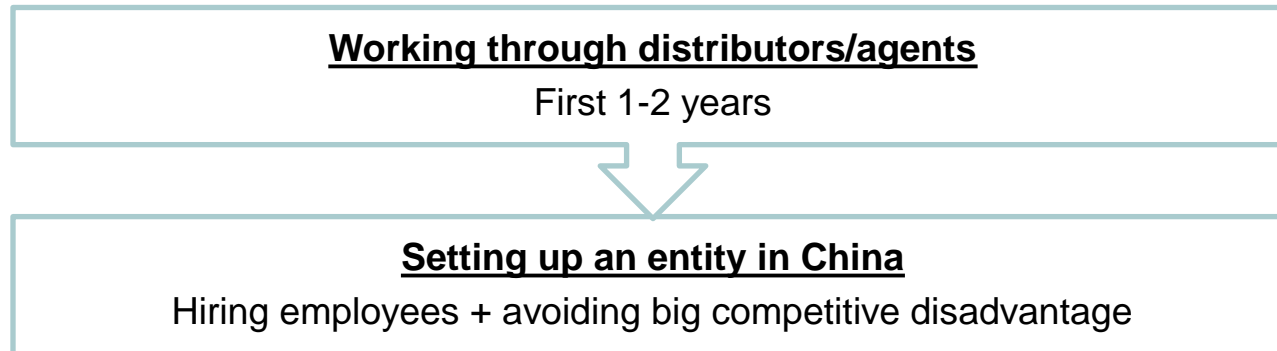 Working through distributors/agents
First 1-2 years
Setting up an entity in China
Hiring employees + avoiding big competitive disadvantage